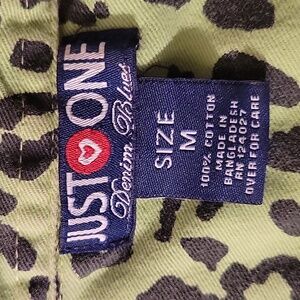 JUST ONE
Denim Blues
SIZE
M
100% COTTON
MADE IN
BANGLADESH
RN 124027
OVER FOR CARE